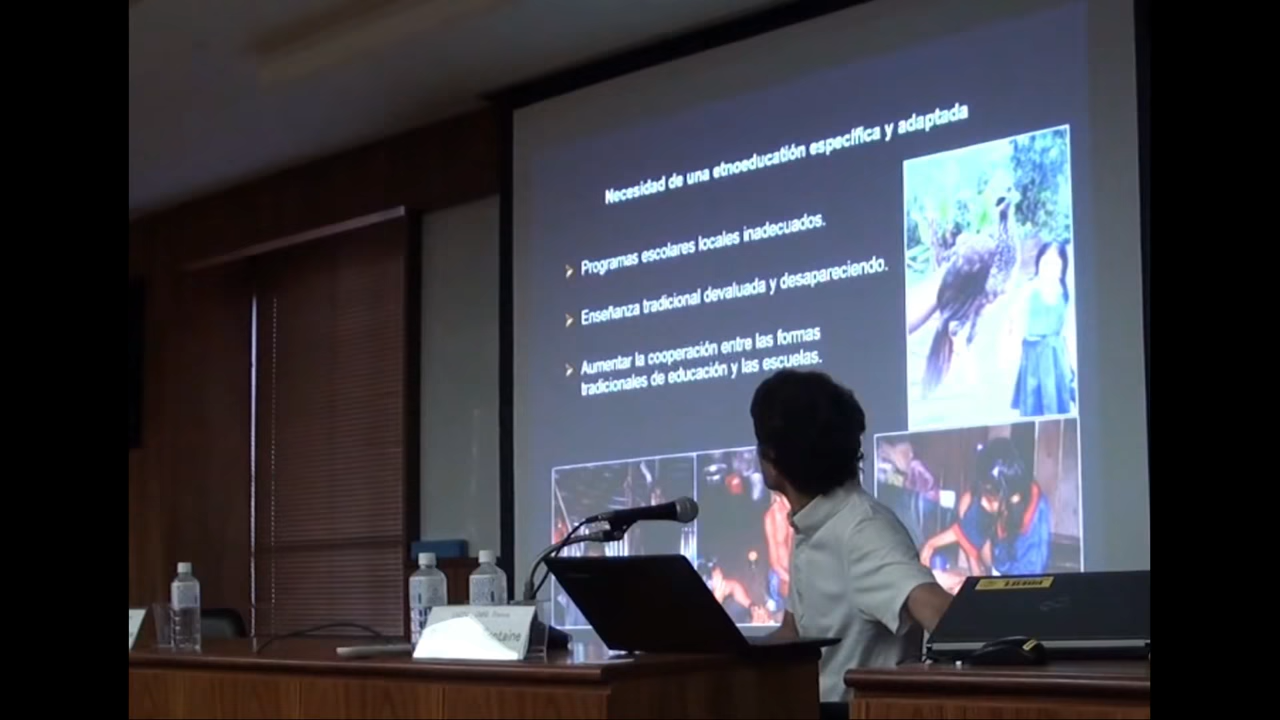 Necesidad de una etnoeducatión específica y adaptada
Programas escolares locales inadecuados.
Enseñanza tradicional devaluada y desapareciendo.
Aumentar la cooperación entre las formas
tradicionales de educación y las escuelas.